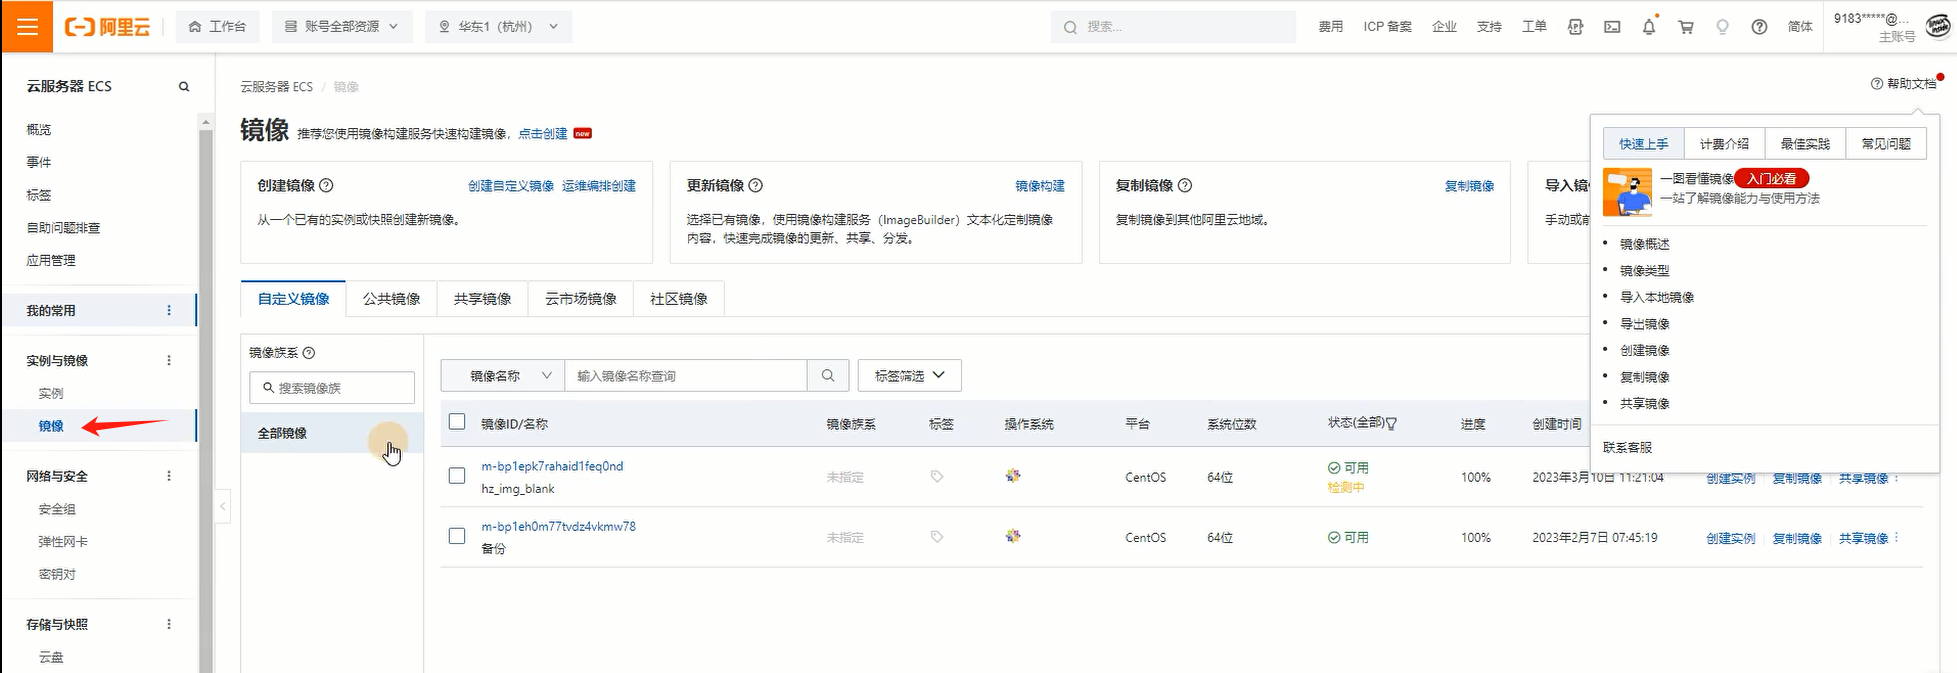 阿里云
工作台
账号全部资源
华东1（杭州）
搜索...
费用
ICP 备案
企业
支持
工单
简体
9183*****@...
主账号
云服务器 ECS
概览
事件
标签
自助问题排查
应用管理
我的常用
实例与镜像
实例
镜像
网络与安全
安全组
弹性网卡
密钥对
存储与快照
云盘
云服务器 ECS / 镜像
帮助文档
镜像 推荐您使用镜像构建服务快速构建镜像，点击创建 new
创建镜像 创建自定义镜像 运维编排创建
从一个已有的实例或快照创建新镜像。
更新镜像 镜像构建
选择已有镜像，使用镜像构建服务（ImageBuilder）文本化定制镜像
内容，快速完成镜像的更新、共享、分发。
复制镜像 复制镜像
复制镜像到其他阿里云地域。
导入镜
手动或
快速上手 计费介绍 最佳实践 常见问题
一图看懂镜像 入门必看
一站了解镜像能力与使用方法
镜像概述
镜像类型
导入本地镜像
导出镜像
创建镜像
复制镜像
共享镜像
联系客服
自定义镜像 公共镜像 共享镜像 云市场镜像 社区镜像
镜像族系
搜索镜像族
全部镜像
镜像名称 输入镜像名称查询 标签筛选
镜像ID/名称 镜像族系 标签 操作系统 平台 系统位数 状态(全部) 进度 创建时间
m-bp1epk7rahaid1feq0nd
hz_img_blank
未指定 CentOS 64位 可用
检测中
100% 2023年3月10日 11:21:04 创建实例 复制镜像 共享镜像
m-bp1eh0m77tvdz4vkmw78
备份
未指定 CentOS 64位 可用 100% 2023年2月7日 07:45:19 创建实例 复制镜像 共享镜像